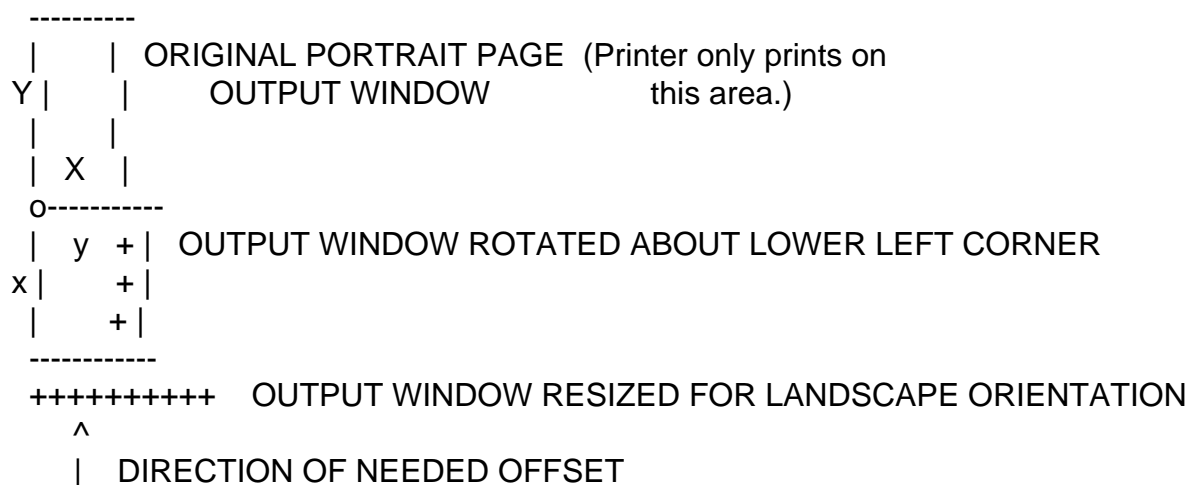 ----------
|    | ORIGINAL PORTRAIT PAGE (Printer only prints on
Y |    | OUTPUT WINDOW this area.)
|    |
| X |
o-----------
| y + | OUTPUT WINDOW ROTATED ABOUT LOWER LEFT CORNER
x |    + |
|    + |
------------
++++++++++ OUTPUT WINDOW RESIZED FOR LANDSCAPE ORIENTATION
^
| DIRECTION OF NEEDED OFFSET